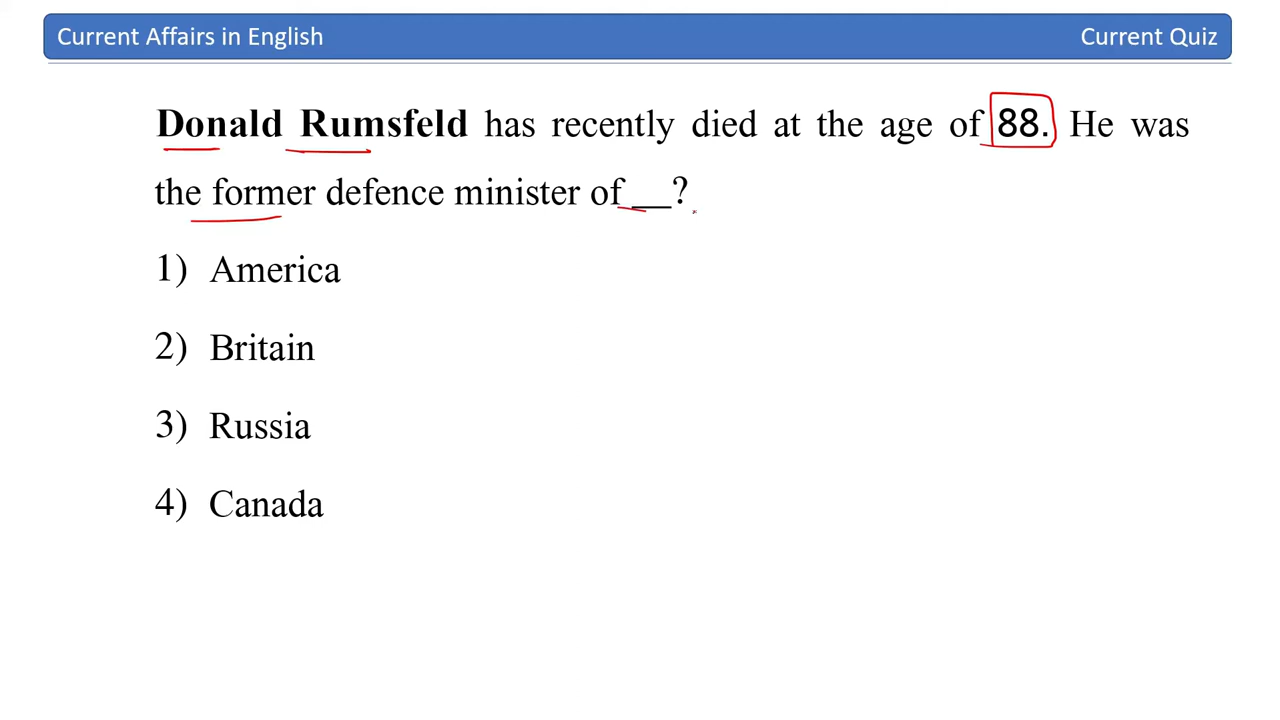 Current Affairs in English Current Quiz
Donald Rumsfeld has recently died at the age of 88. He was
the former defence minister of __?
1) America
2) Britain
3) Russia
4) Canada